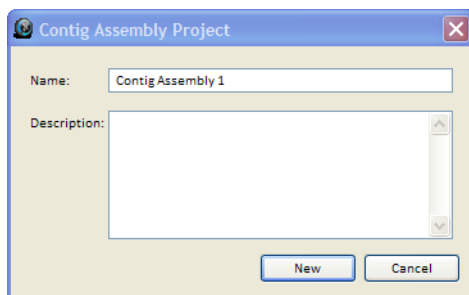 Contig Assembly Project
Name: Contig Assembly 1
Description:
New Cancel